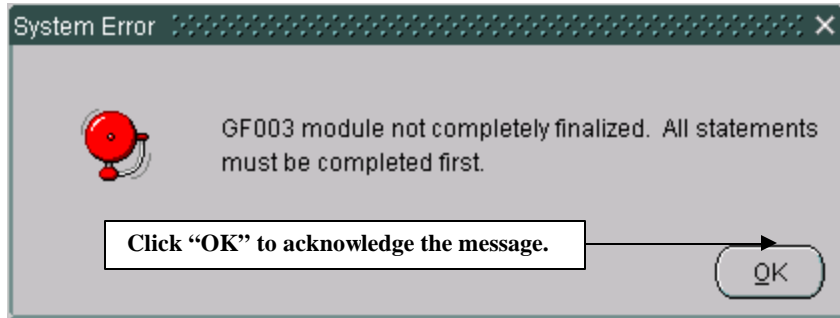 System Error
GF003 module not completely finalized. All statements
must be completed first.
Click “OK” to acknowledge the message.
OK